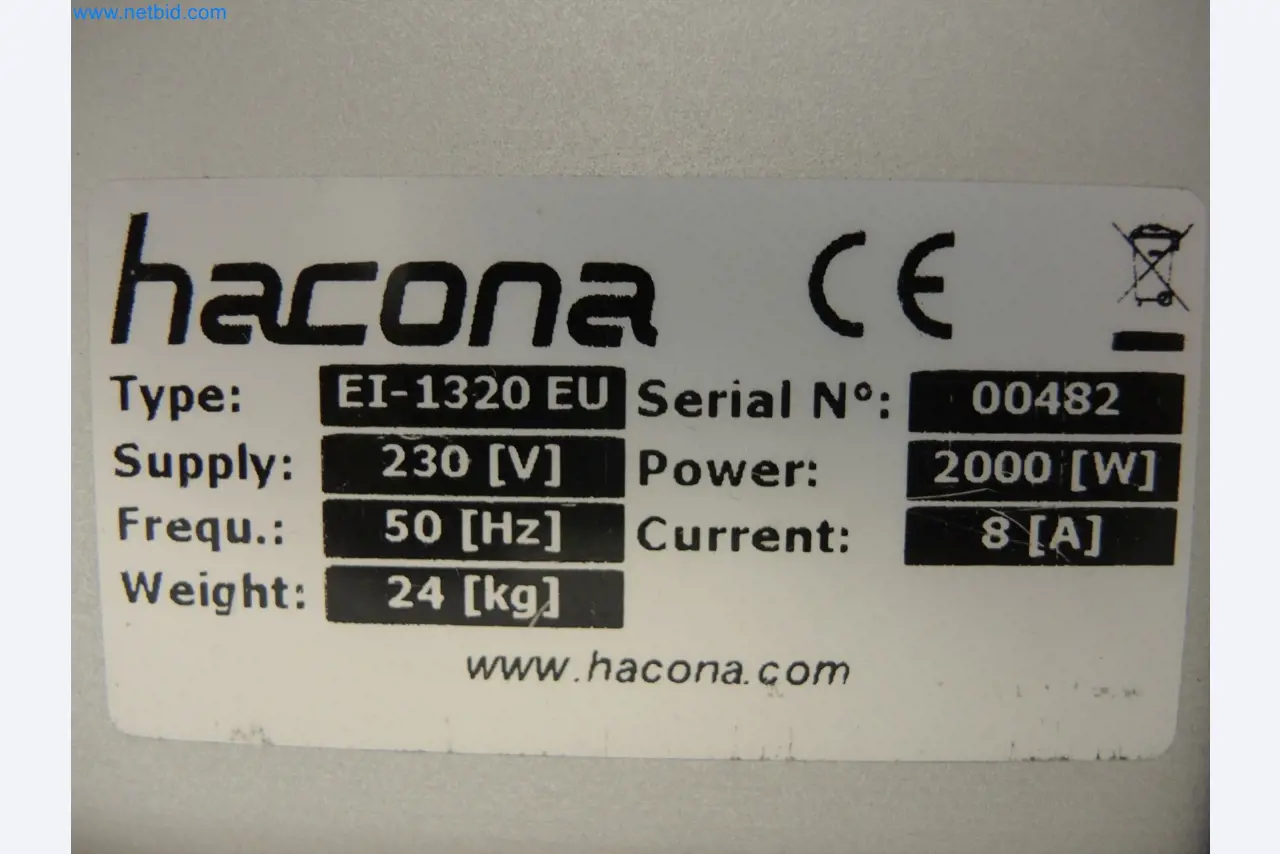 www.netbid.com
hacona CE
Type: EI-1320 EU Serial N°: 00482
Supply: 230 [V] Power: 2000 [W]
Frequ.: 50 [Hz] Current: 8 [A]
Weight: 24 [kg]
www.hacona.com